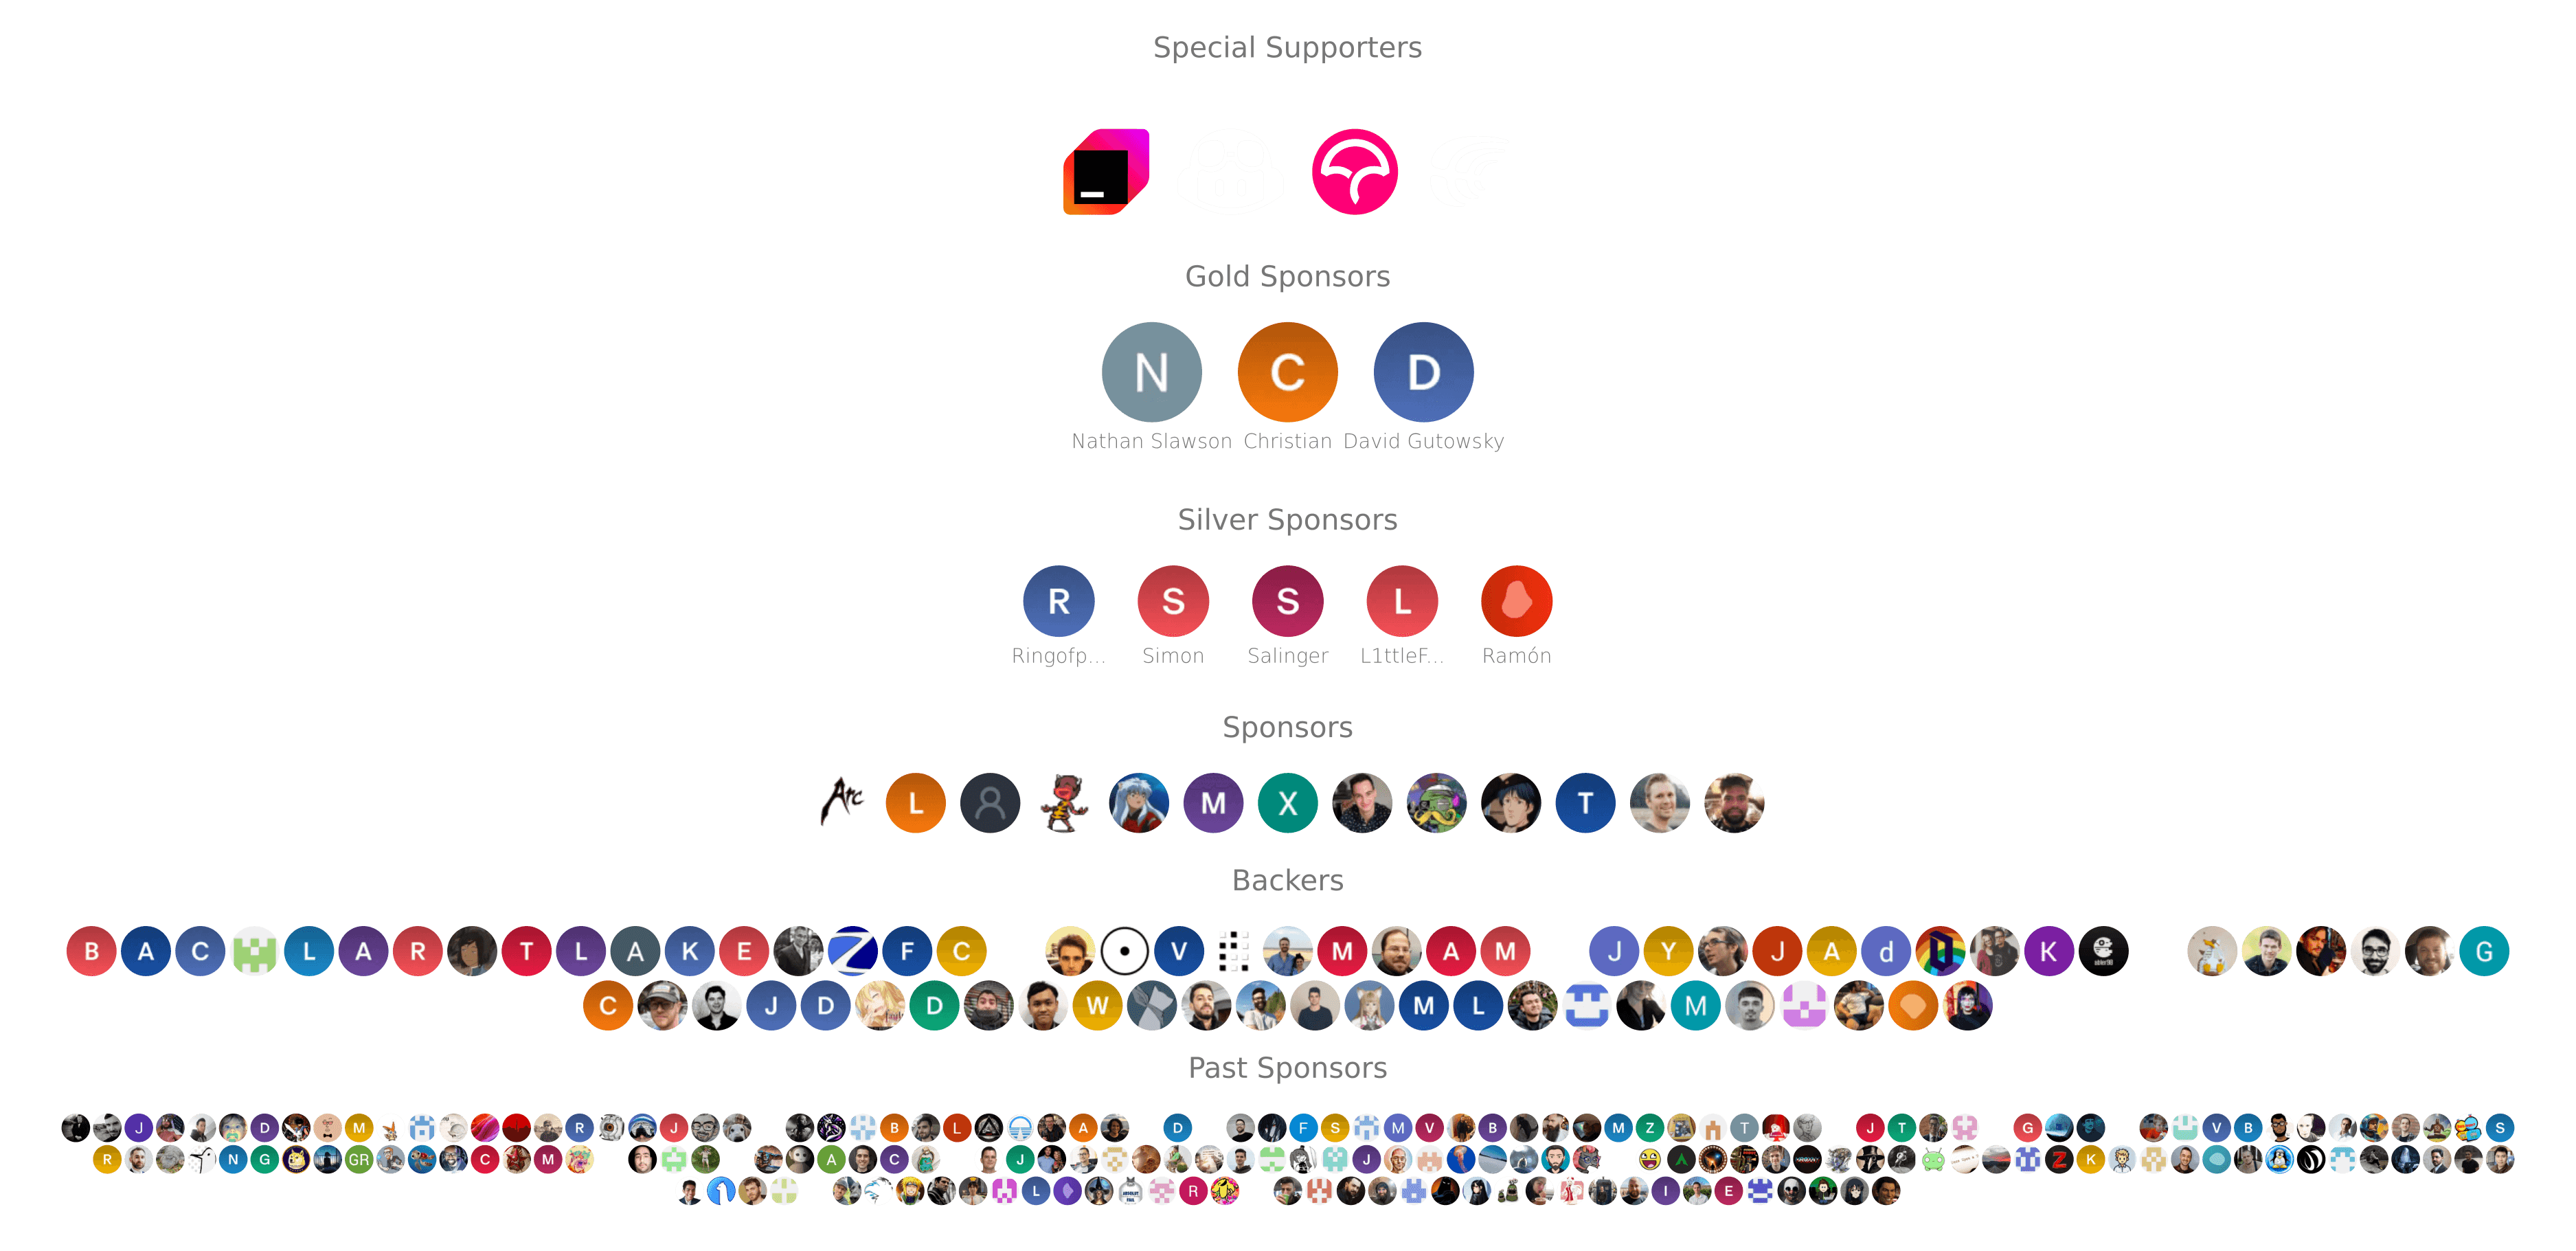 Special Supporters
Gold Sponsors
N C D
Nathan Slawson Christian David Gutowsky
Silver Sponsors
R S S L
Ringofp... Simon Salinger L1ttleF... Ramón
Sponsors
Arc L M X T
Backers
B A C L A R T L A K E F C V M A M J Y J A d K G
C J D D W M L M
Past Sponsors
J D M R J B L A D F S M V B M Z T J T G V B S
R N G GR C M A C J J A Z K
L R I E